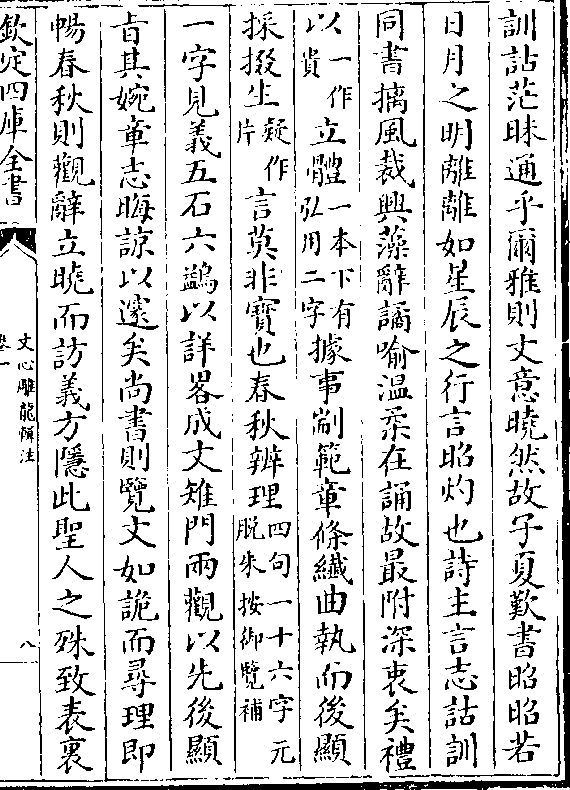 訓詁茫昧通乎爾雅則文意曉然故子夏歎書昭昭若
日月之明離離如星辰之行言昭灼也詩主言志詁訓
同書摛風裁興藻辭譎喻溫柔在誦故最附深衷矣禮
以一作貴立體一本下有弘用二字據事剬範章條纖曲執而後顯
採掇生疑作片言莫非寶也春秋辨理四句一十六字元脫朱按御覽補
一字見義五石六鷁以詳畧成文雉門兩觀以先後顯
旨其婉章志晦諒以邃矣尚書則覽文如詭而尋理即
暢春秋則觀辭立曉而訪義方隱此聖人之殊致表裏
欽定四庫全書
文心雕龍輯注
卷一
八